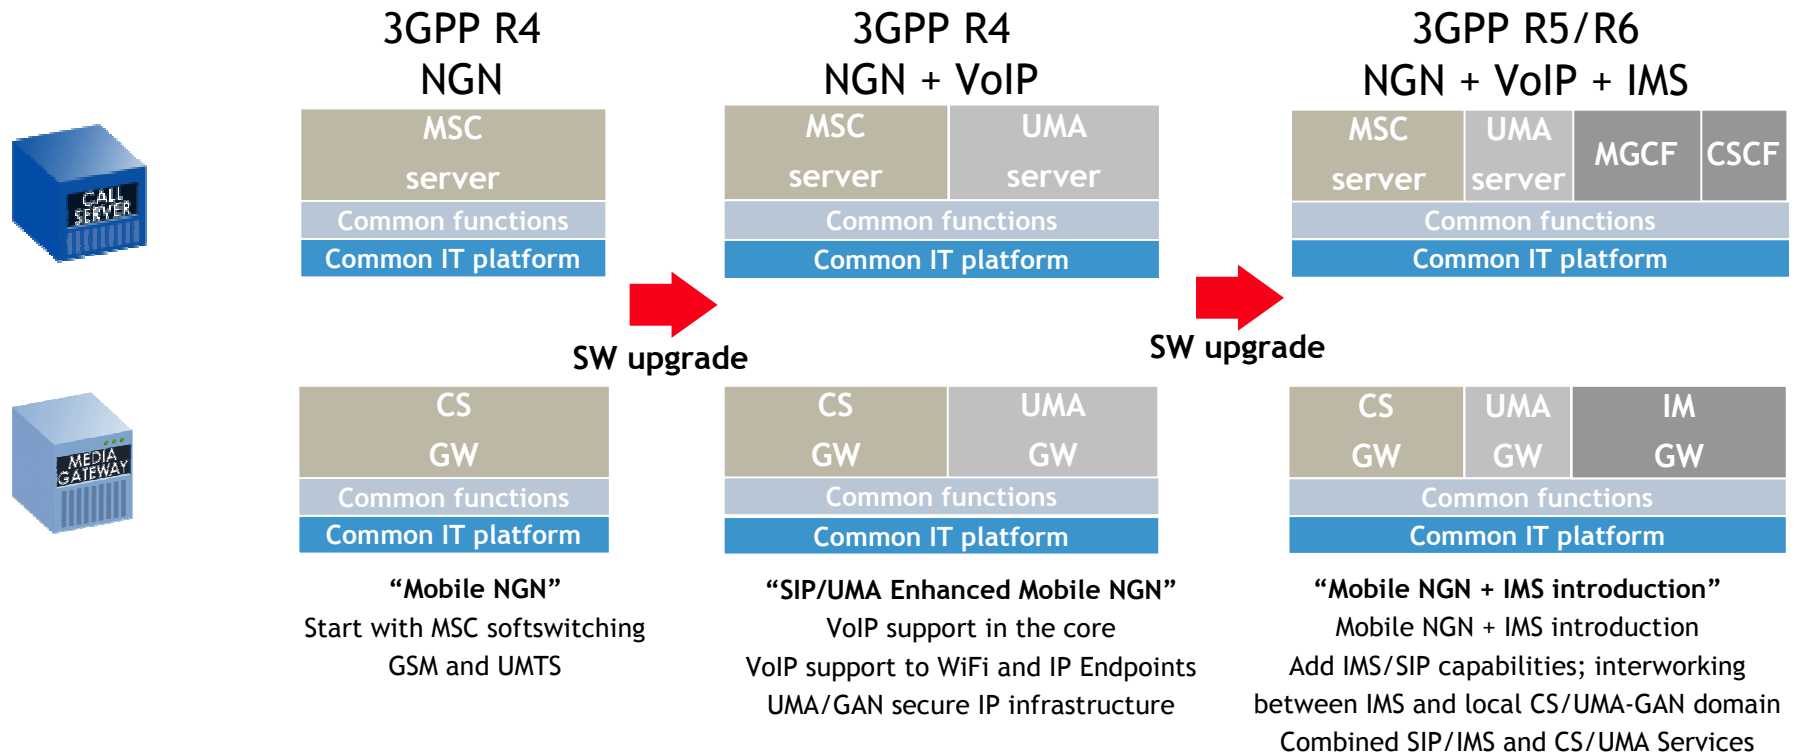 3GPP R4
NGN
3GPP R4
NGN + VoIP
3GPP R5/R6
NGN + VoIP + IMS
CALL
SERVER
MSC
server
Common functions
Common IT platform
MSC
server
UMA
server
Common functions
Common IT platform
MSC
server
UMA
server
MGCF
CSCF
Common functions
Common IT platform
SW upgrade
SW upgrade
MEDIA
GATEWAY
CS
GW
Common functions
Common IT platform
CS
GW
UMA
GW
Common functions
Common IT platform
CS
GW
UMA
GW
IM
GW
Common functions
Common IT platform
“Mobile NGN”
Start with MSC softswitching
GSM and UMTS
“SIP/UMA Enhanced Mobile NGN”
VoIP support in the core
VoIP support to WiFi and IP Endpoints
UMA/GAN secure IP infrastructure
“Mobile NGN + IMS introduction”
Mobile NGN + IMS introduction
Add IMS/SIP capabilities; interworking
between IMS and local CS/UMA-GAN domain
Combined SIP/IMS and CS/UMA Services